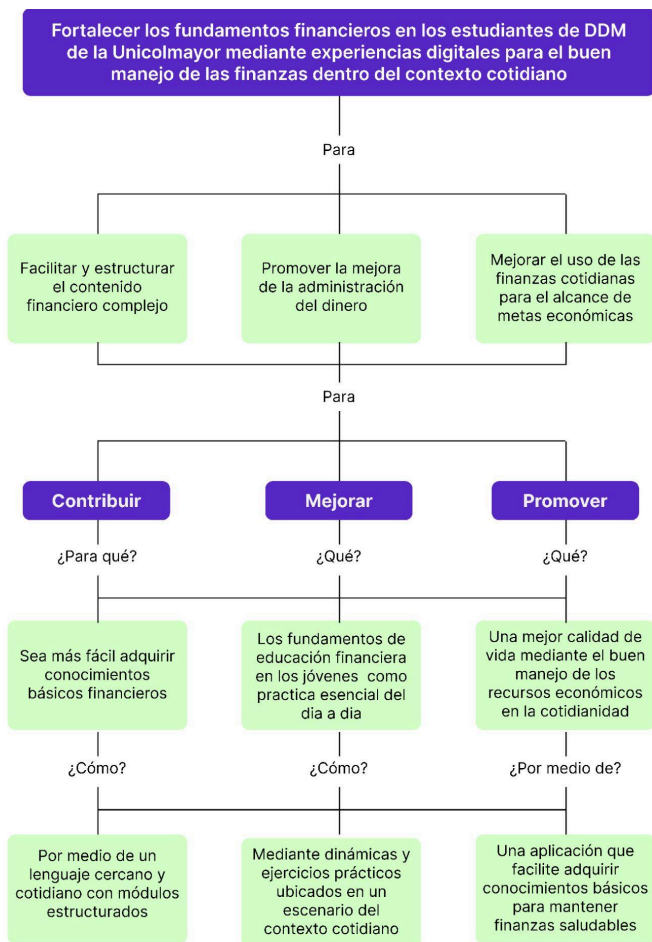 Fortalecer los fundamentos financieros en los estudiantes de DDM
de la Unicolmayor mediante experiencias digitales para el buen
manejo de las finanzas dentro del contexto cotidiano
Para
Facilitar y estructurar
el contenido
financiero complejo
Promover la mejora
de la administración
del dinero
Mejorar el uso de las
finanzas cotidianas
para el alcance de
metas económicas
Para
Contribuir
Mejorar
Promover
¿Para qué?
¿Qué?
¿Qué?
Sea más fácil adquirir
conocimientos
básicos financieros
Los fundamentos de
educación financiera
en los jóvenes como
practica esencial del
dia a dia
Una mejor calidad de
vida mediante el buen
manejo de los
recursos económicos
en la cotidianidad
¿Cómo?
¿Cómo?
¿Por medio de?
Por medio de un
lenguaje cercano y
cotidiano con módulos
estructurados
Mediante dinámicas y
ejercicios prácticos
ubicados en un
escenario del
contexto cotidiano
Una aplicación que
facilite adquirir
conocimientos básicos
para mantener
finanzas saludables